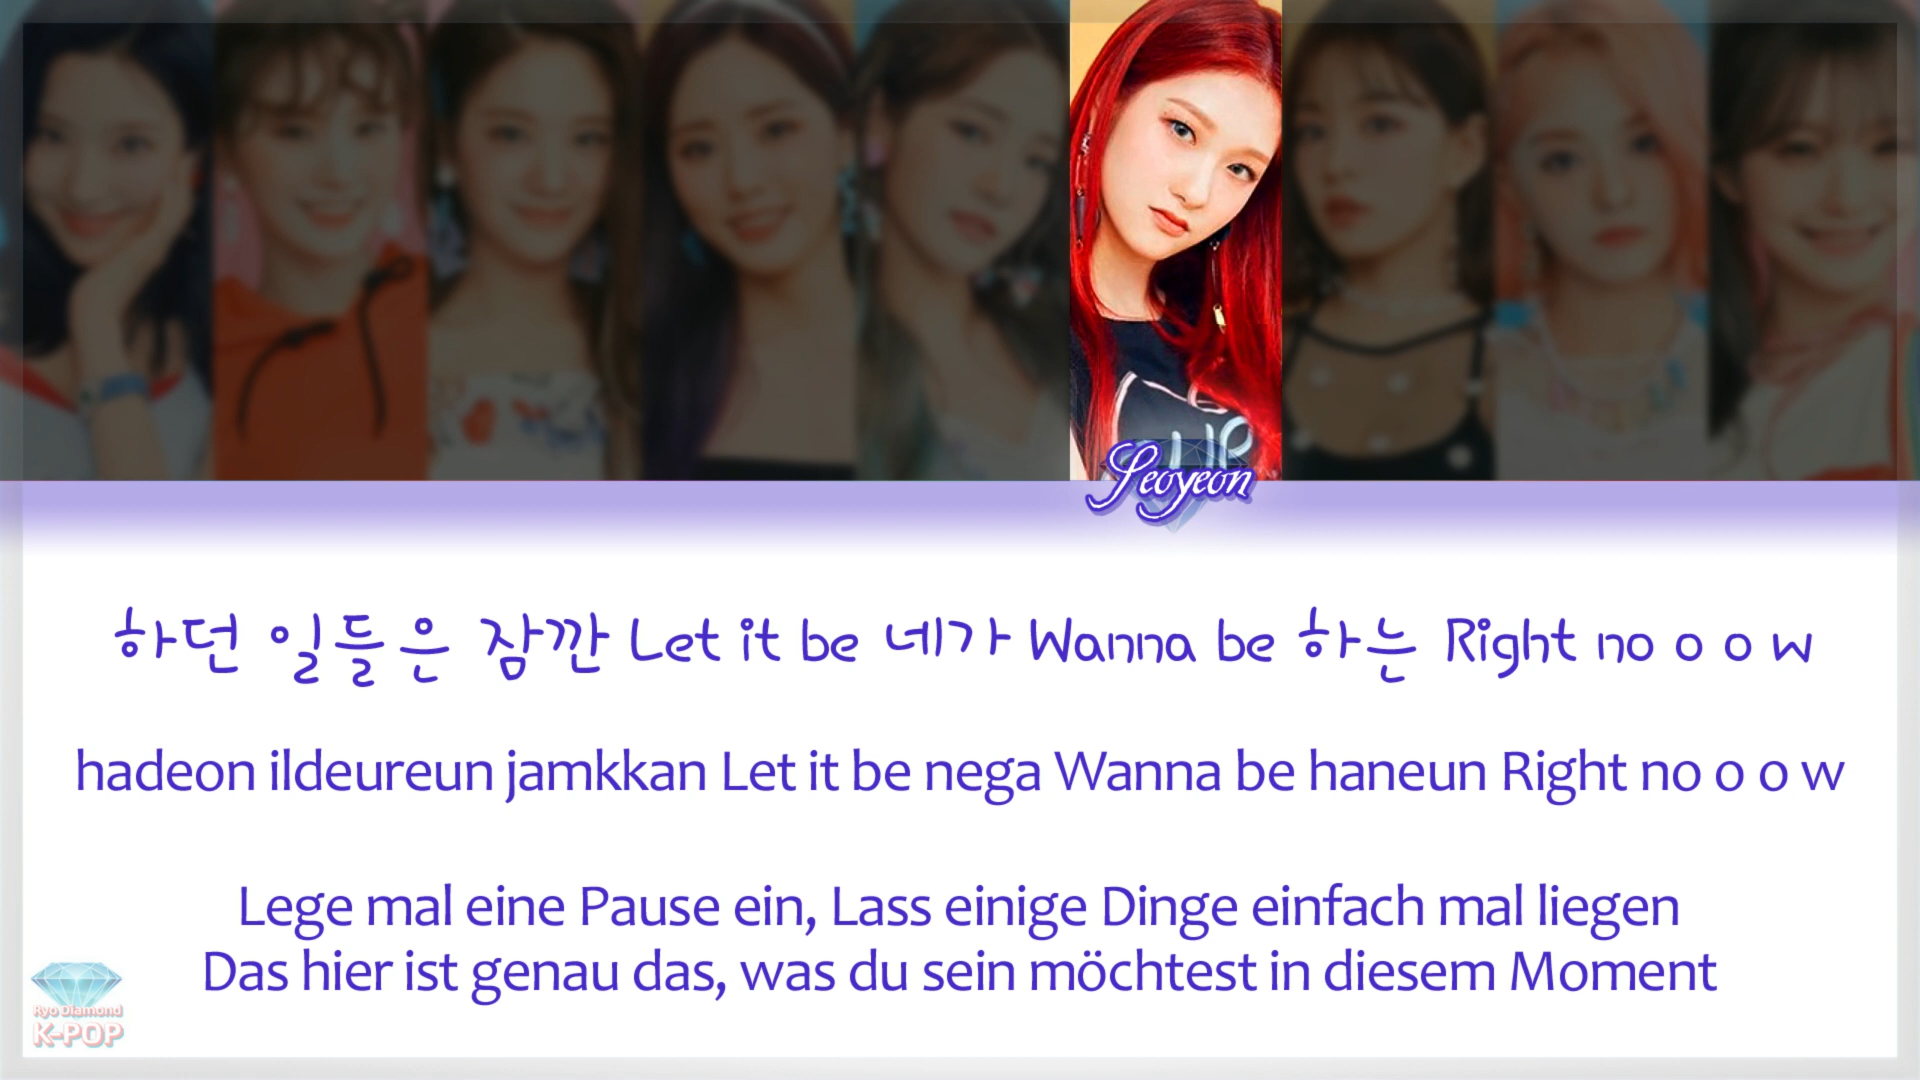 Seoyeon
하던 일들은 잠깐 Let it be 네가 Wanna be 하는 Right no o o w
hadeon ildeureun jamkkan Let it be nega Wanna be haneun Right no o o w
Lege mal eine Pause ein, Lass einige Dinge einfach mal liegen
Das hier ist genau das, was du sein möchtest in diesem Moment
Ryo Diamond
K-POP